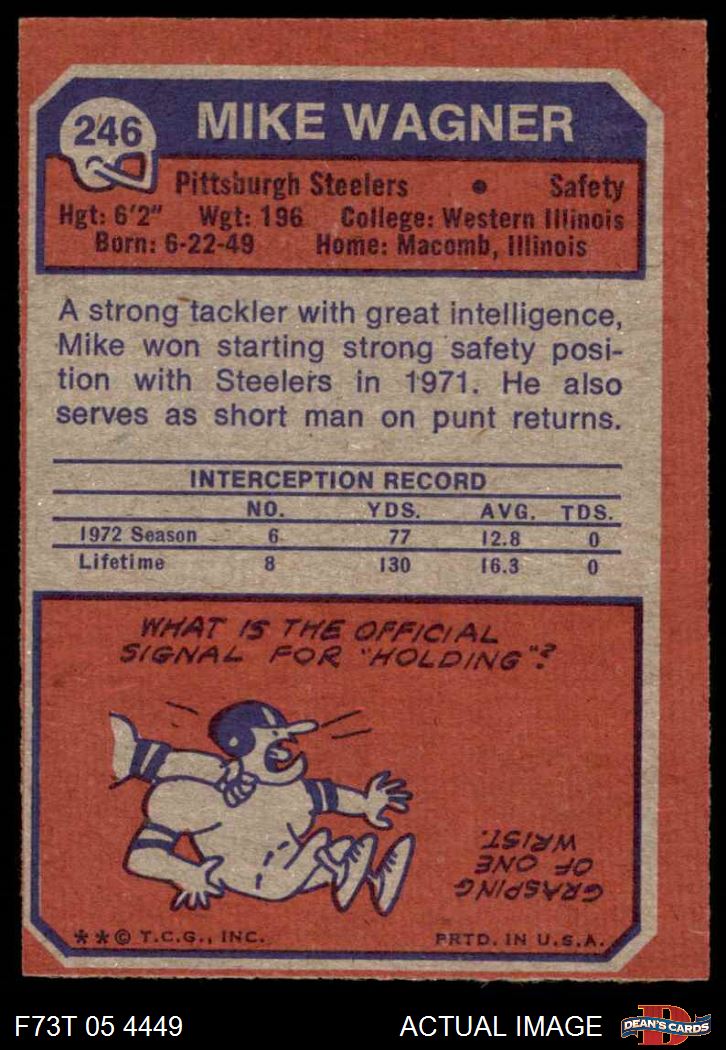 246
MIKE WAGNER
Pittsburgh Steelers • Safety
Hgt: 6'2" Wgt: 196 College: Western Illinois
Born: 6-22-49 Home: Macomb, Illinois
A strong tackler with great intelligence,
Mike won starting strong safety posi-
tion with Steelers in 1971. He also
serves as short man on punt returns.
INTERCEPTION RECORD
NO. YDS. AVG. TDS.
1972 Season 6 77 12.8 0
Lifetime 8 130 16.3 0
WHAT IS THE OFFICIAL
SIGNAL FOR "HOLDING"?
GRASPING
OF ONE
WRIST.
**© T.C.G., INC. PRTD. IN U.S.A.
F73T 05 4449 ACTUAL IMAGE
D
DEAN'S CARDS